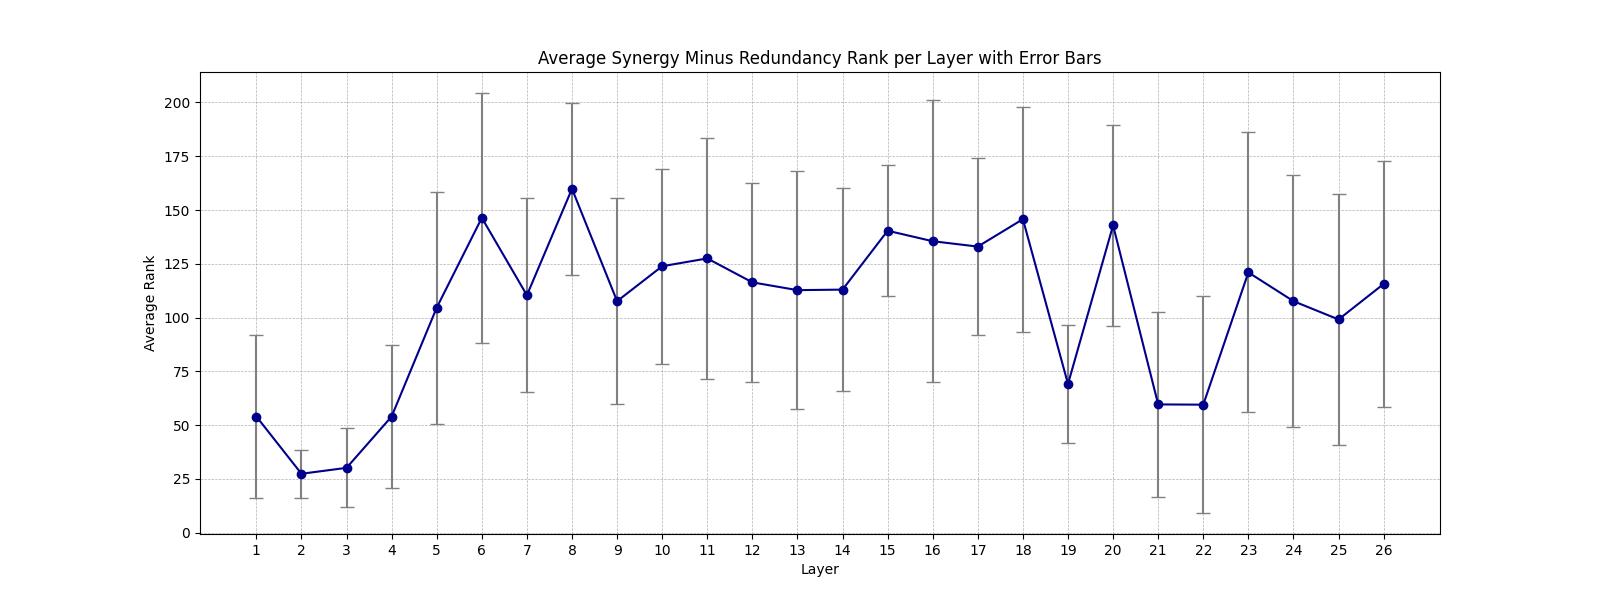 Average Synergy Minus Redundancy Rank per Layer with Error Bars
Average Rank
200
175
150
125
100
75
50
25
0
1 2 3 4 5 6 7 8 9 10 11 12 13 14 15 16 17 18 19 20 21 22 23 24 25 26
Layer